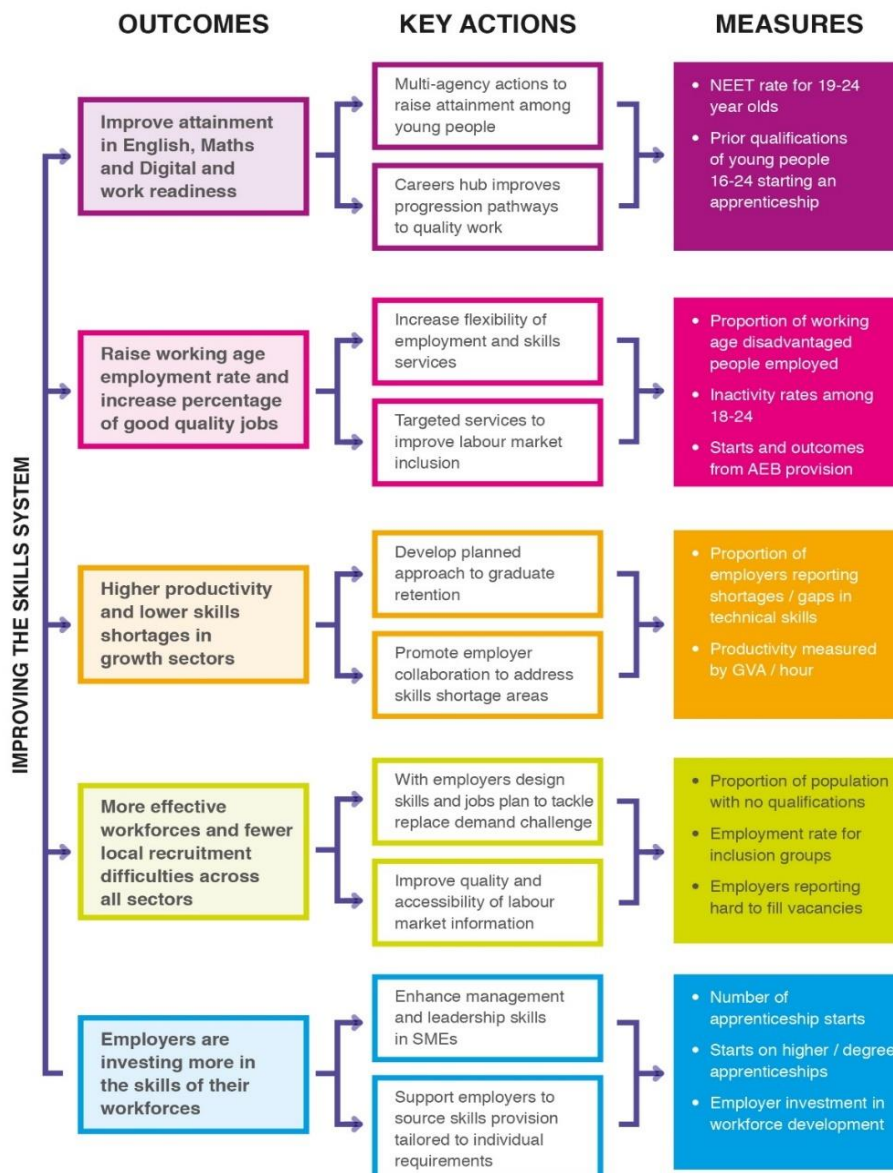 OUTCOMES
KEY ACTIONS
MEASURES
IMPROVING THE SKILLS SYSTEM
Improve attainment
in English, Maths
and Digital and
work readiness
Multi-agency actions to
raise attainment among
young people
Careers hub improves
progression pathways
to quality work
• NEET rate for 19-24
year olds
• Prior qualifications
of young people
16-24 starting an
apprenticeship
Raise working age
employment rate and
increase percentage
of good quality jobs
Increase flexibility of
employment and skills
services
Targeted services to
improve labour market
inclusion
• Proportion of working
age disadvantaged
people employed
• Inactivity rates among
18-24
• Starts and outcomes
from AEB provision
Higher productivity
and lower skills
shortages in
growth sectors
Develop planned
approach to graduate
retention
Promote employer
collaboration to address
skills shortage areas
• Proportion of
employers reporting
shortages / gaps in
technical skills
• Productivity measured
by GVA / hour
More effective
workforces and fewer
local recruitment
difficulties across
all sectors
With employers design
skills and jobs plan to tackle
replace demand challenge
Improve quality and
accessibility of labour
market information
• Proportion of population
with no qualifications
• Employment rate for
inclusion groups
• Employers reporting
hard to fill vacancies
Employers are
investing more in
the skills of their
workforces
Enhance management
and leadership skills
in SMEs
Support employers to
source skills provision
tailored to individual
requirements
• Number of
apprenticeship starts
• Starts on higher / degree
apprenticeships
• Employer investment in
workforce development